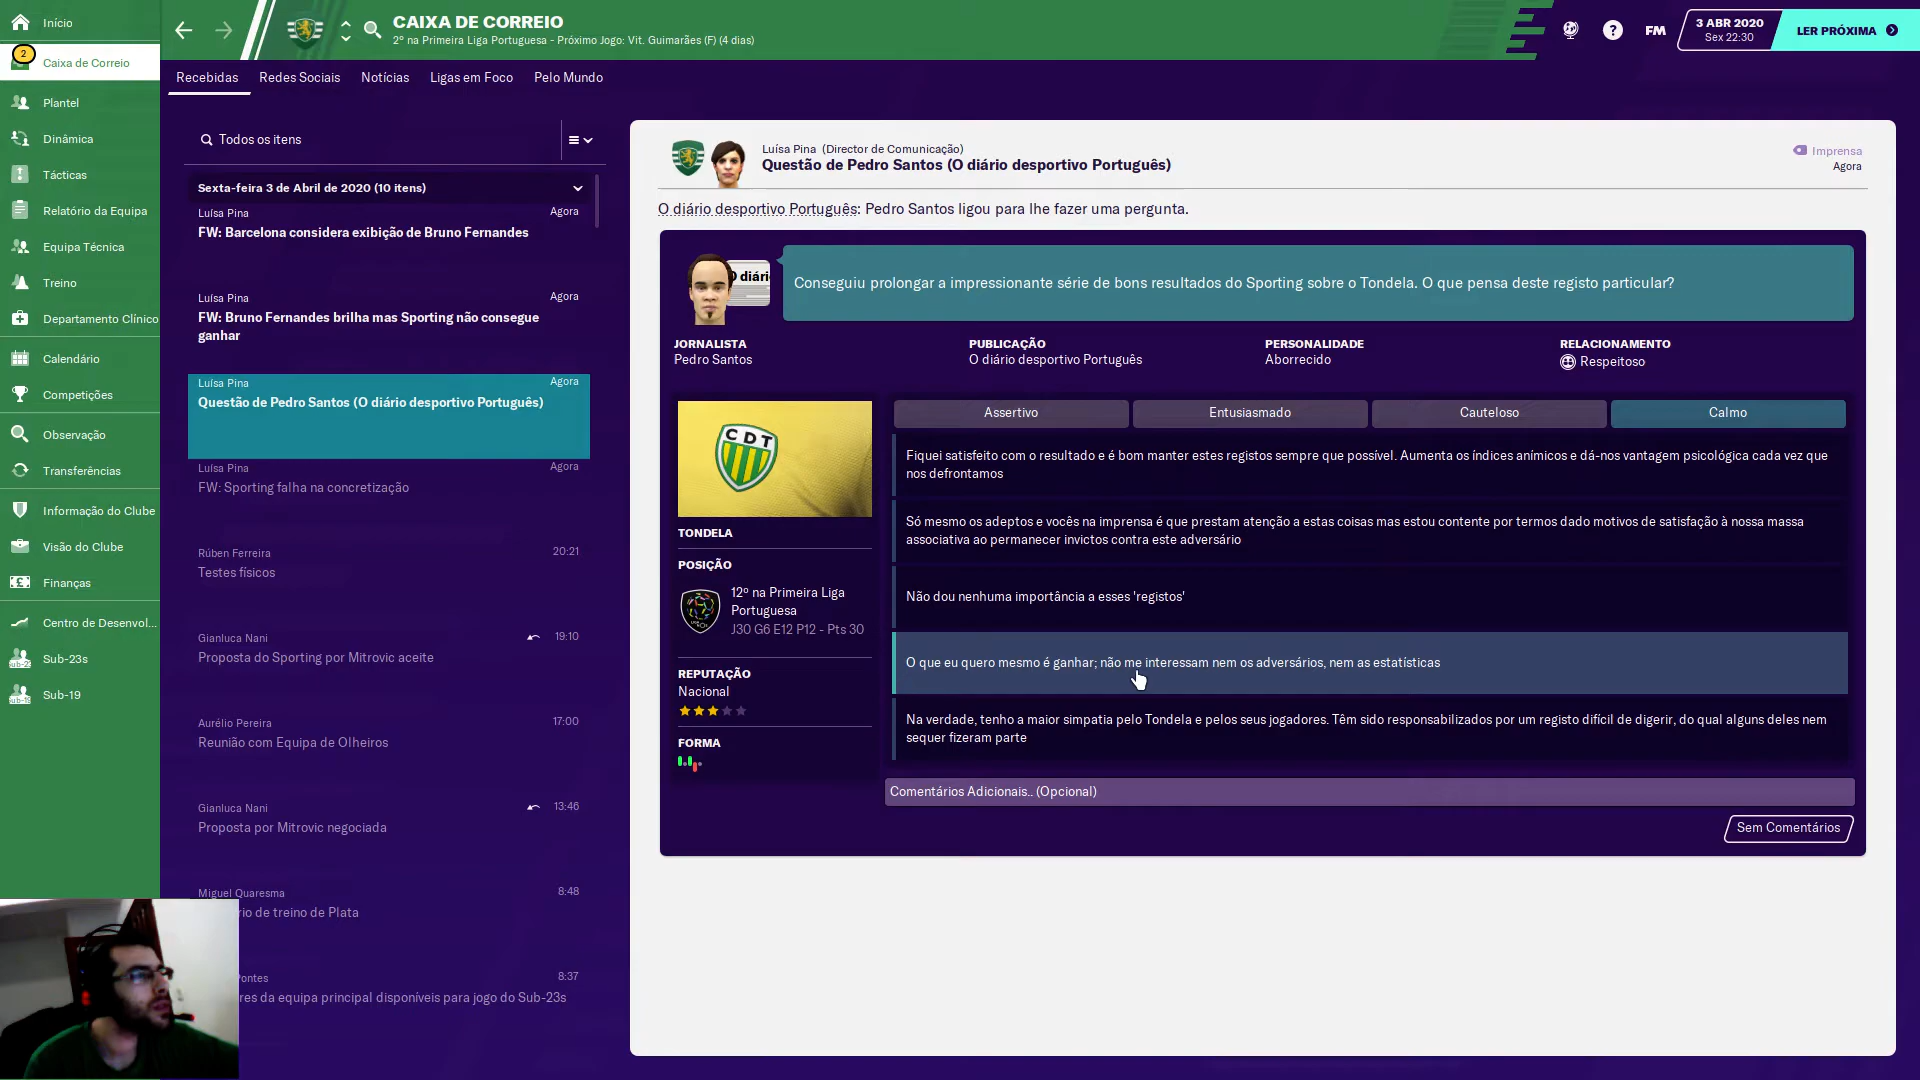 Início
2
Caixa de Correio
Plantel
Dinâmica
Tácticas
Relatório da Equipa
Equipa Técnica
Treino
Departamento Clínico
Calendário
Competições
Observação
Transferências
Informação do Clube
Visão do Clube
Finanças
Centro de Desenvol...
Sub-23s
Sub-19
CAIXA DE CORREIO
2º na Primeira Liga Portuguesa - Próximo Jogo: Vit. Guimarães (F) (4 dias)
FM
3 ABR 2020
Sex 22:30
LER PRÓXIMA
Recebidas
Redes Sociais
Notícias
Ligas em Foco
Pelo Mundo
Todos os itens
Sexta-feira 3 de Abril de 2020 (10 itens)
Luísa Pina
Agora
FW: Barcelona considera exibição de Bruno Fernandes
Luísa Pina
Agora
FW: Bruno Fernandes brilha mas Sporting não consegue
ganhar
Luísa Pina
Agora
Questão de Pedro Santos (O diário desportivo Português)
Luísa Pina
Agora
FW: Sporting falha na concretização
Rúben Ferreira
20:21
Testes físicos
Gianluca Nani
19:10
Proposta do Sporting por Mitrovic aceite
Aurélio Pereira
17:00
Reunião com Equipa de Olheiros
Gianluca Nani
13:46
Proposta por Mitrovic negociada
Miguel Quaresma
8:48
rio de treino de Plata
ontes
8:37
res da equipa principal disponíveis para jogo do Sub-23s
Luísa Pina (Director de Comunicação)
Questão de Pedro Santos (O diário desportivo Português)
Imprensa
Agora
O diário desportivo Português: Pedro Santos ligou para lhe fazer uma pergunta.
O diári
Conseguiu prolongar a impressionante série de bons resultados do Sporting sobre o Tondela. O que pensa deste registo particular?
JORNALISTA
Pedro Santos
PUBLICAÇÃO
O diário desportivo Português
PERSONALIDADE
Aborrecido
RELACIONAMENTO
Respeitoso
CDT
TONDELA
POSIÇÃO
12º na Primeira Liga
Portuguesa
J30 G6 E12 P12 - Pts 30
REPUTAÇÃO
Nacional
FORMA
Assertivo
Entusiasmado
Cauteloso
Calmo
Fiquei satisfeito com o resultado e é bom manter estes registos sempre que possível. Aumenta os índices anímicos e dá-nos vantagem psicológica cada vez que
nos defrontamos
Só mesmo os adeptos e vocês na imprensa é que prestam atenção a estas coisas mas estou contente por termos dado motivos de satisfação à nossa massa
associativa ao permanecer invictos contra este adversário
Não dou nenhuma importância a esses 'registos'
O que eu quero mesmo é ganhar; não me interessam nem os adversários, nem as estatísticas
Na verdade, tenho a maior simpatia pelo Tondela e pelos seus jogadores. Têm sido responsabilizados por um registo difícil de digerir, do qual alguns deles nem
sequer fizeram parte
Comentários Adicionais.. (Opcional)
Sem Comentários